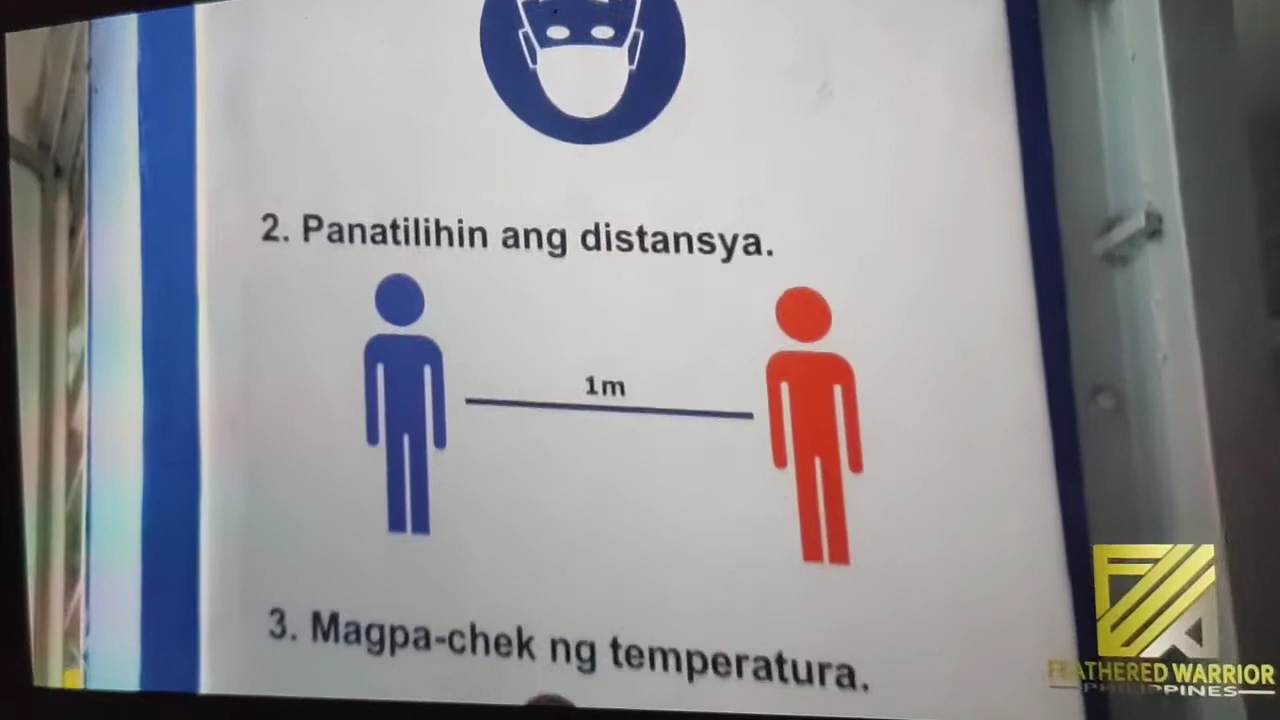 2. Panatilihin ang distansya.
1m
3. Magpa-chek ng temperatura.
FEATHERED WARRIOR
PHILIPPINES